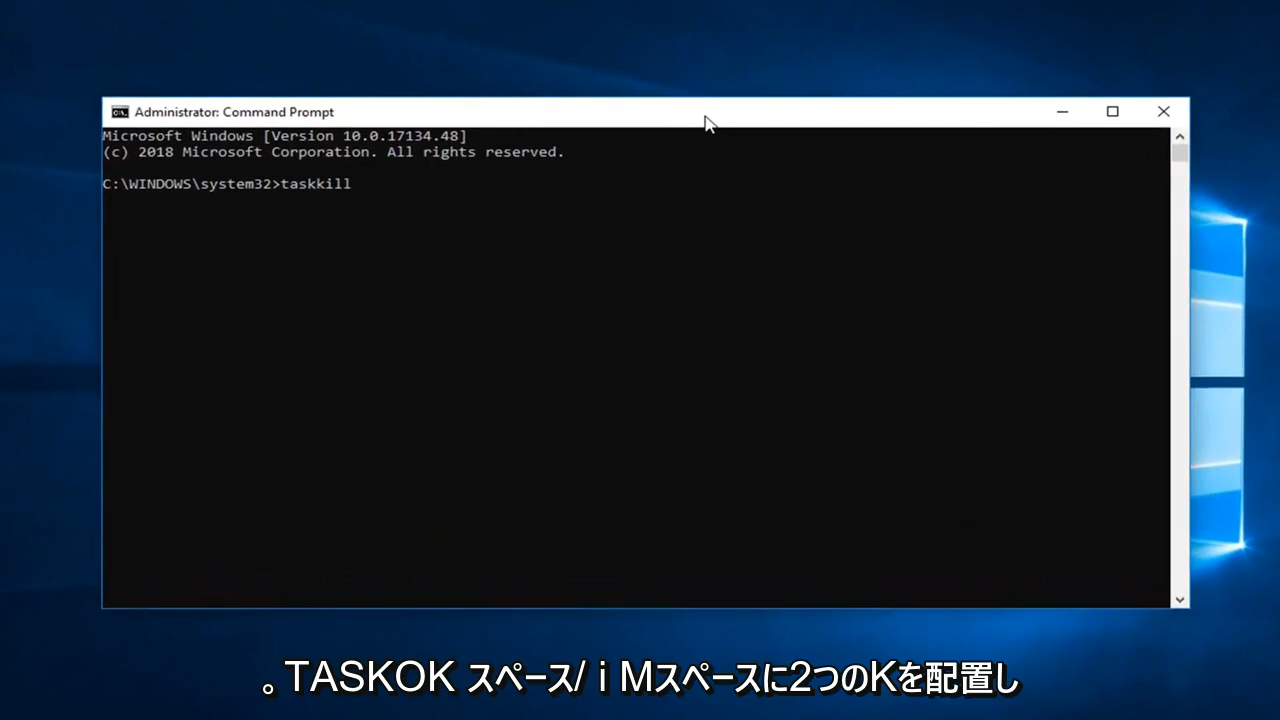 Administrator: Command Prompt
Microsoft Windows [Version 10.0.17134.48]
(c) 2018 Microsoft Corporation. All rights reserved.
C:\WINDOWS\system32>taskkill
。TASKOK スペース/ i Mスペースに2つのKを配置し